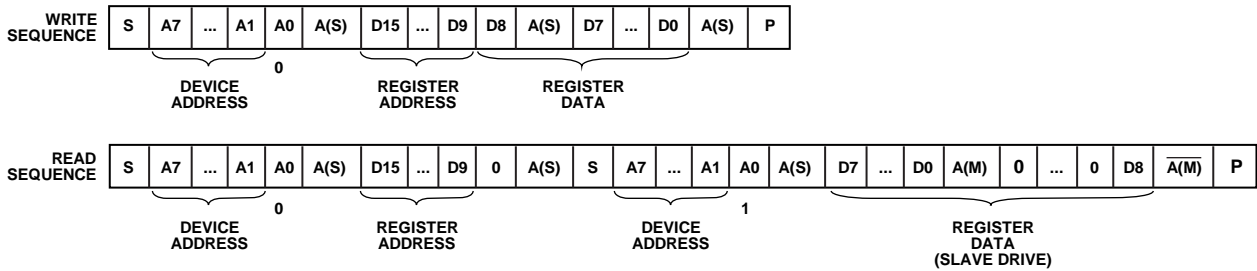 WRITE
SEQUENCE
S A7 ... A1 A0 A(S) D15 ... D9 D8 A(S) D7 ... D0 A(S) P
0
DEVICE
ADDRESS
REGISTER
ADDRESS
REGISTER
DATA
READ
SEQUENCE
S A7 ... A1 A0 A(S) D15 ... D9 0 A(S) S A7 ... A1 A0 A(S) D7 ... D0 A(M) 0 ... 0 D8 A(M) P
0 1
DEVICE
ADDRESS
REGISTER
ADDRESS
DEVICE
ADDRESS
REGISTER
DATA
(SLAVE DRIVE)